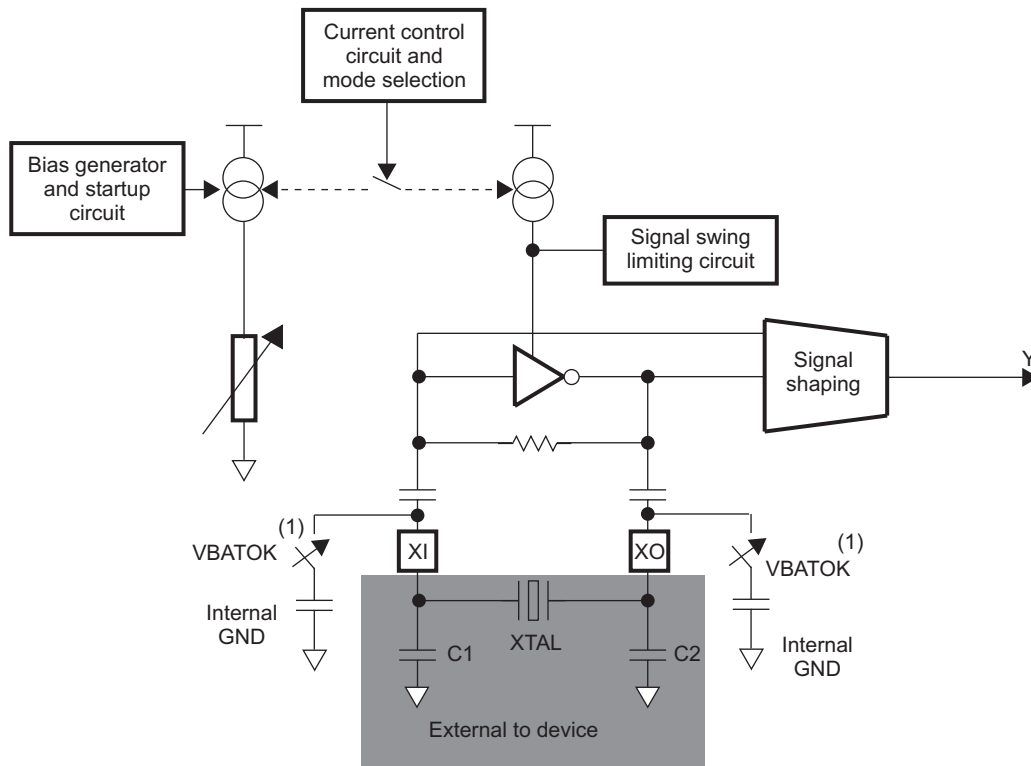 Current control
circuit and
mode selection
Bias generator
and startup
circuit
Signal swing
limiting circuit
Signal
shaping
Y
(1)
VBATOK
XI
XO
(1)
VBATOK
Internal
GND
C1
XTAL
C2
Internal
GND
External to device